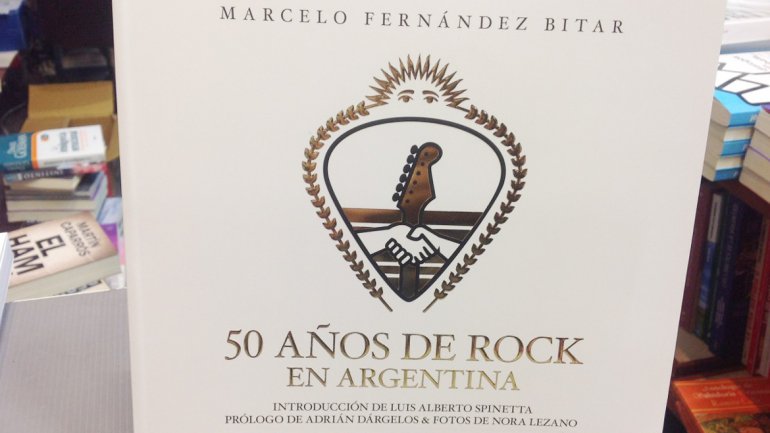 MARCELO FERNÁNDEZ BITAR
50 AÑOS DE ROCK
EN ARGENTINA
INTRODUCCIÓN DE LUIS ALBERTO SPINETTA
PRÓLOGO DE ADRIÁN DÁRGELOS & FOTOS DE NORA LEZANO
MARTÍN
CAPARRÓS
EL
HAM